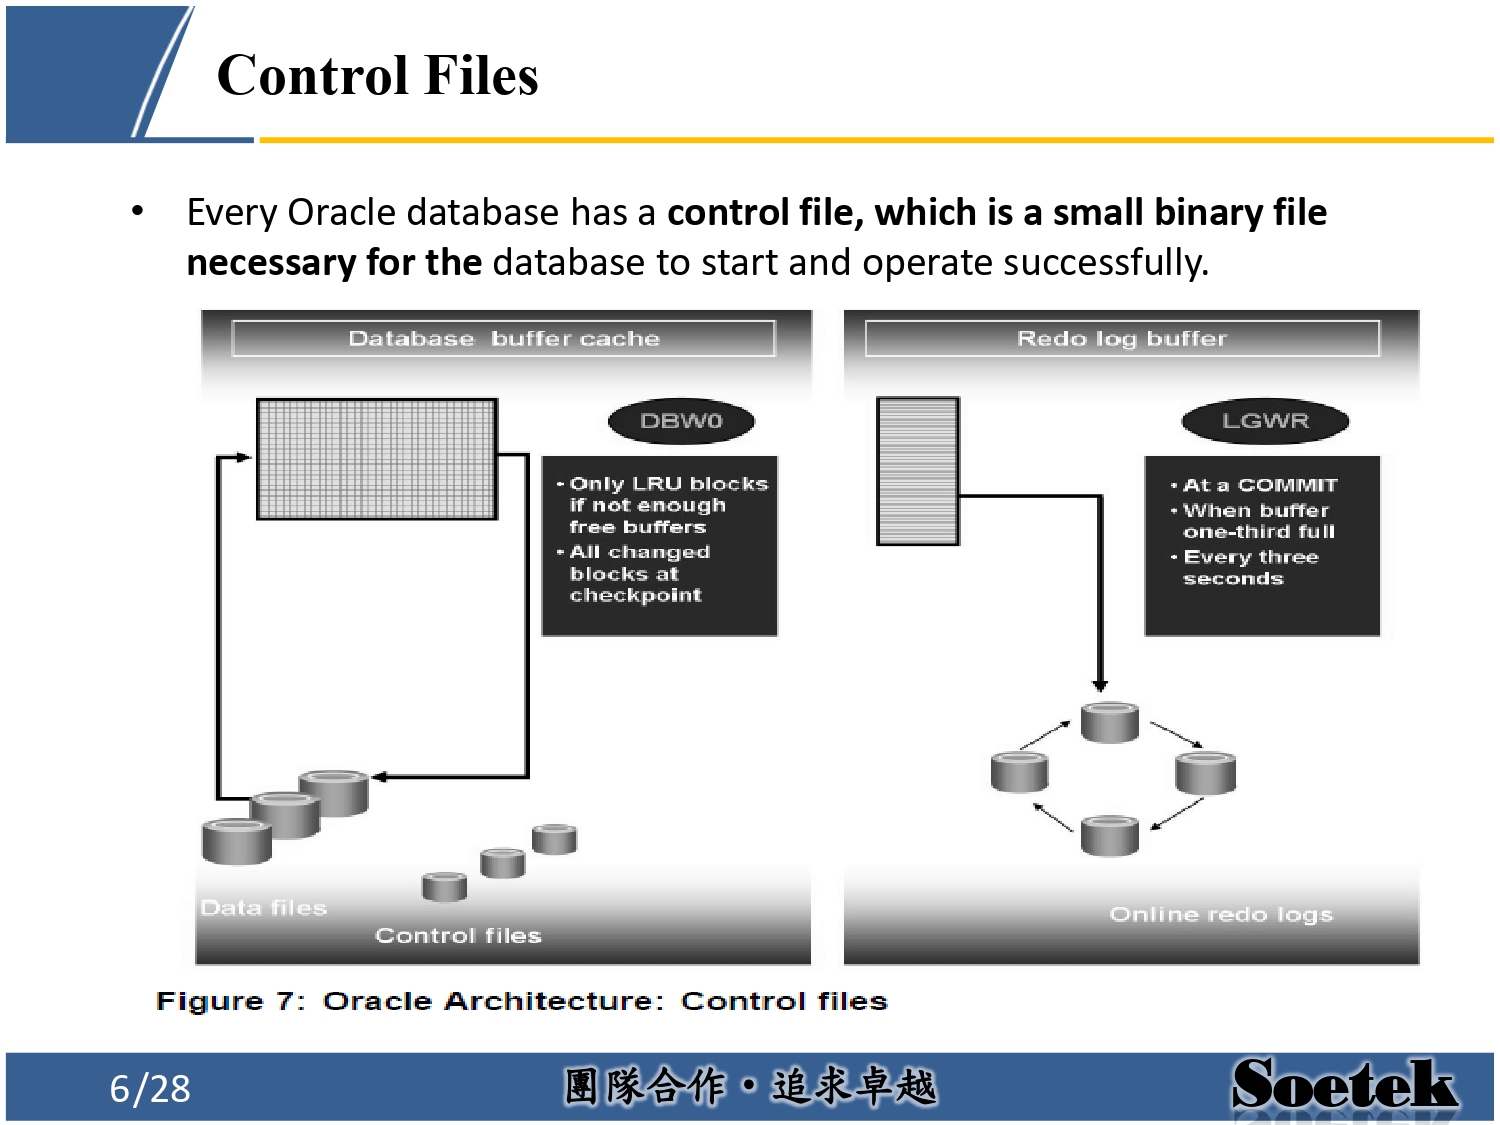 Control Files
• Every Oracle database has a control file, which is a small binary file
necessary for the database to start and operate successfully.
Database buffer cache
DBW0
• Only LRU blocks
if not enough
free buffers
• All changed
blocks at
checkpoint
Data files
Control files
Redo log buffer
LGWR
• At a COMMIT
• When buffer
one-third full
• Every three
seconds
Online redo logs
Figure 7: Oracle Architecture: Control files
6/28
團隊合作・追求卓越
Soetek